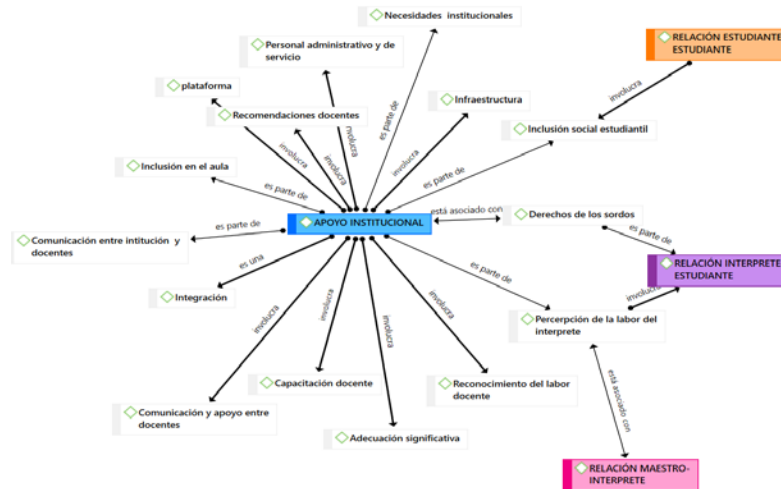 Necesidades institucionales
RELACIÓN ESTUDIANTE
ESTUDIANTE
Personal administrativo y de
servicio
involucra
plataforma
es parte de
Infraestructura
Recomendaciones docentes
involucra
involucra
Inclusión social estudiantil
involucra
involucra
Inclusión en el aula
es parte de
es parte de
está asociado con
Derechos de los sordos
APOYO INSTITUCIONAL
es parte de
es parte de
Comunicación entre intitución y
docentes
es una
es parte de
RELACIÓN INTERPRETE
ESTUDIANTE
involucra
Integración
Percerpción de la labor del
interprete
involucra
involucra
involucra
involucra
está asociado con
Capacitación docente
Reconocimiento del labor
docente
Comunicación y apoyo entre
docentes
Adecuación significativa
RELACIÓN MAESTRO-
INTERPRETE